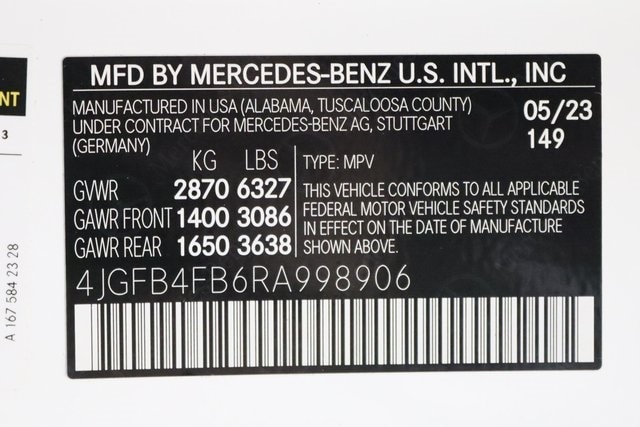 MFD BY MERCEDES-BENZ U.S. INTL., INC
MANUFACTURED IN USA (ALABAMA, TUSCALOOSA COUNTY)
UNDER CONTRACT FOR MERCEDES-BENZ AG, STUTTGART
(GERMANY)
05/23
149
KG LBS
GVWR 2870 6327
GAWR FRONT 1400 3086
GAWR REAR 1650 3638
TYPE: MPV
THIS VEHICLE CONFORMS TO ALL APPLICABLE
FEDERAL MOTOR VEHICLE SAFETY STANDARDS
IN EFFECT ON THE DATE OF MANUFACTURE
SHOWN ABOVE.
4JGFB4FB6RA998906
NT
3
A 167 584 23 28